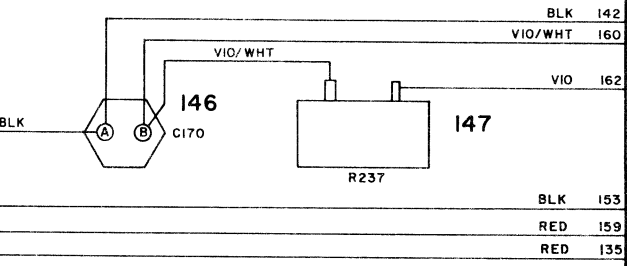 BLK 142
VIO/WHT 160
VIO/WHT
VIO 162
146
147
BLK
A
B
C170
R237
BLK 153
RED 159
RED 135